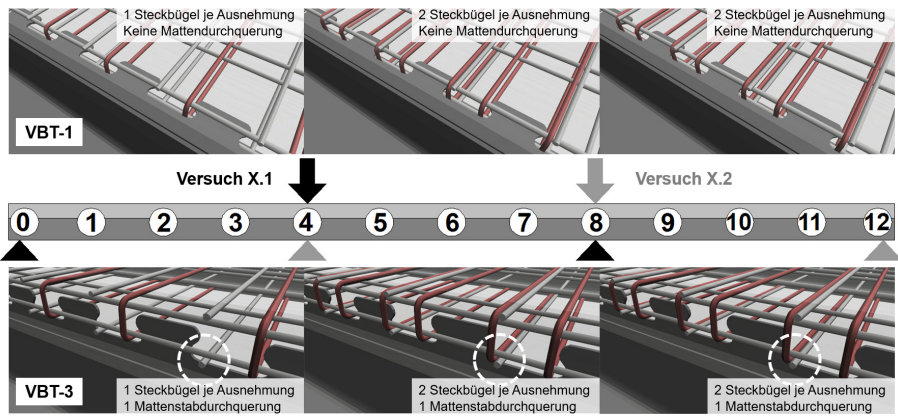 1 Steckbügel je Ausnehmung
Keine Mattendurchquerung
2 Steckbügel je Ausnehmung
Keine Mattendurchquerung
2 Steckbügel je Ausnehmung
Keine Mattendurchquerung
VBT-1
Versuch X.1
Versuch X.2
0 1 2 3 4 5 6 7 8 9 10 11 12
VBT-3
1 Steckbügel je Ausnehmung
1 Mattenstabdurchquerung
2 Steckbügel je Ausnehmung
1 Mattenstabdurchquerung
2 Steckbügel je Ausnehmung
1 Mattenstabdurchquerung